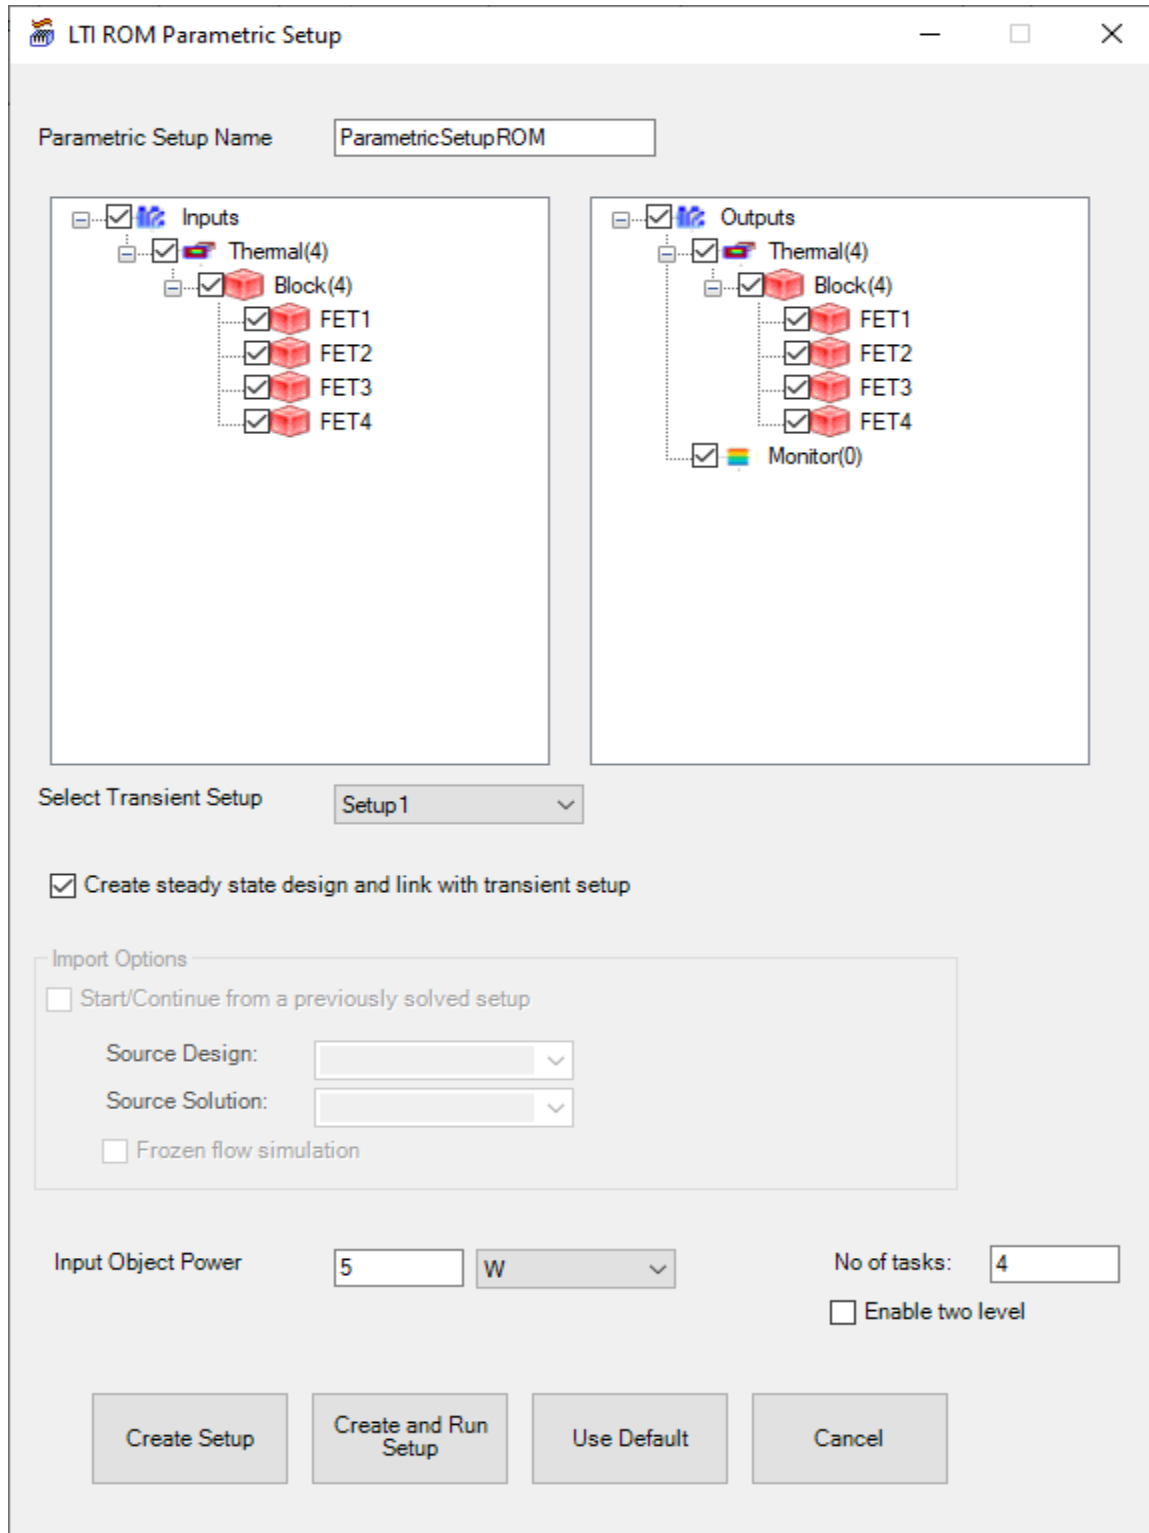 LTI ROM Parametric Setup
Parametric Setup Name
ParametricSetupROM
Inputs
Thermal(4)
Block(4)
FET1
FET2
FET3
FET4
Outputs
Thermal(4)
Block(4)
FET1
FET2
FET3
FET4
Monitor(0)
Select Transient Setup
Setup1
Create steady state design and link with transient setup
Import Options
Start/Continue from a previously solved setup
Source Design:
Source Solution:
Frozen flow simulation
Input Object Power
5
W
No of tasks:
4
Enable two level
Create Setup
Create and Run
Setup
Use Default
Cancel